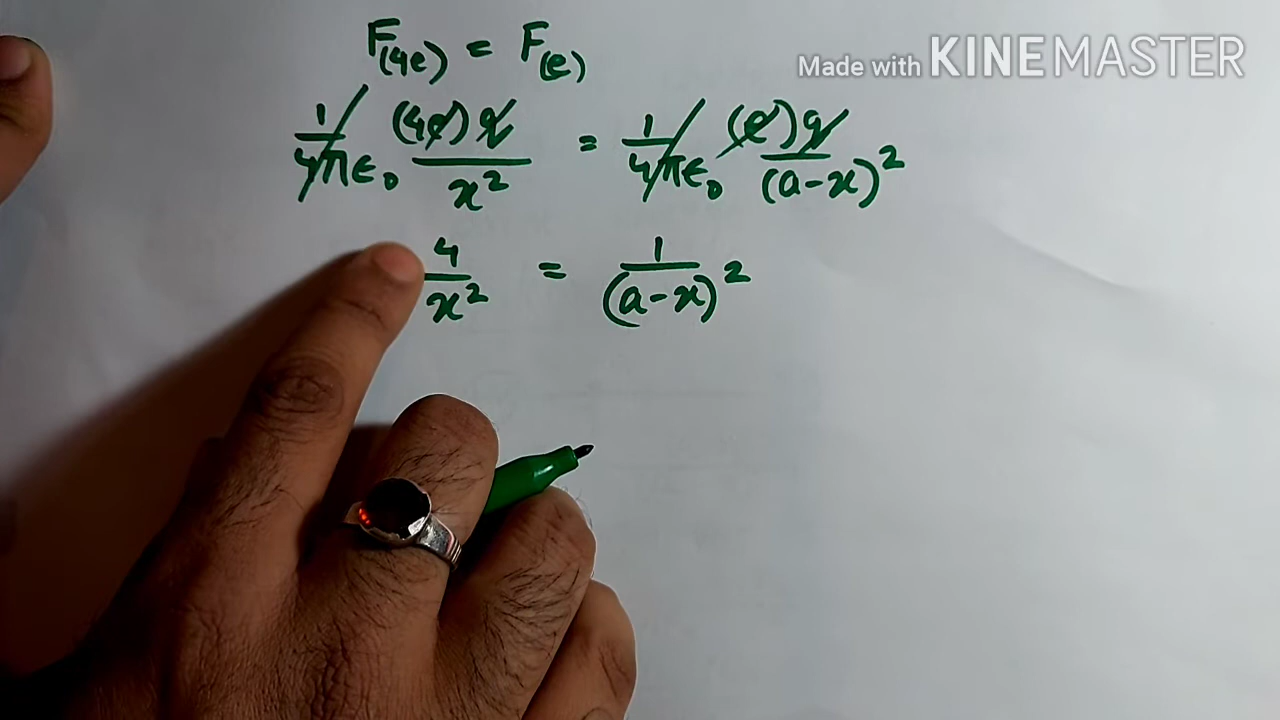 Made with KINEMASTER
F(4e) = F(e)
1/4πε₀ (4e)q/x² = 1/4πε₀ (e)q/(a-x)²
4/x² = 1/(a-x)²